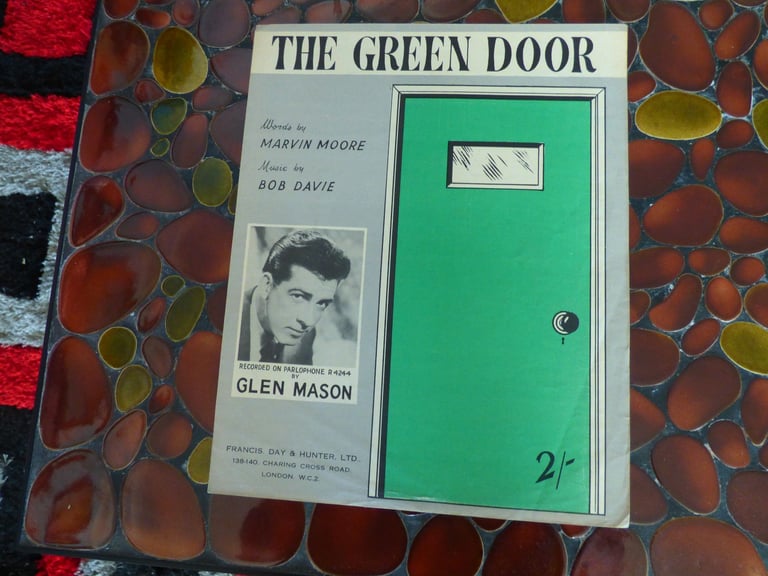 THE GREEN DOOR
Words by
MARVIN MOORE
Music by
BOB DAVIE
RECORDED ON PARLOPHONE R4244
BY
GLEN MASON
FRANCIS, DAY & HUNTER, LTD.,
138-140, CHARING CROSS ROAD,
LONDON. W.C.2.
2/-